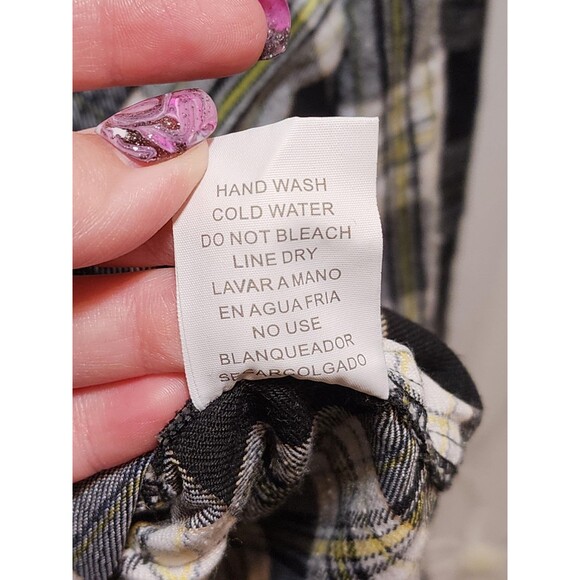 HAND WASH
COLD WATER
DO NOT BLEACH
LINE DRY
LAVAR A MANO
EN AGUA FRIA
NO USE
BLANQUEADOR
SECAR COLGADO